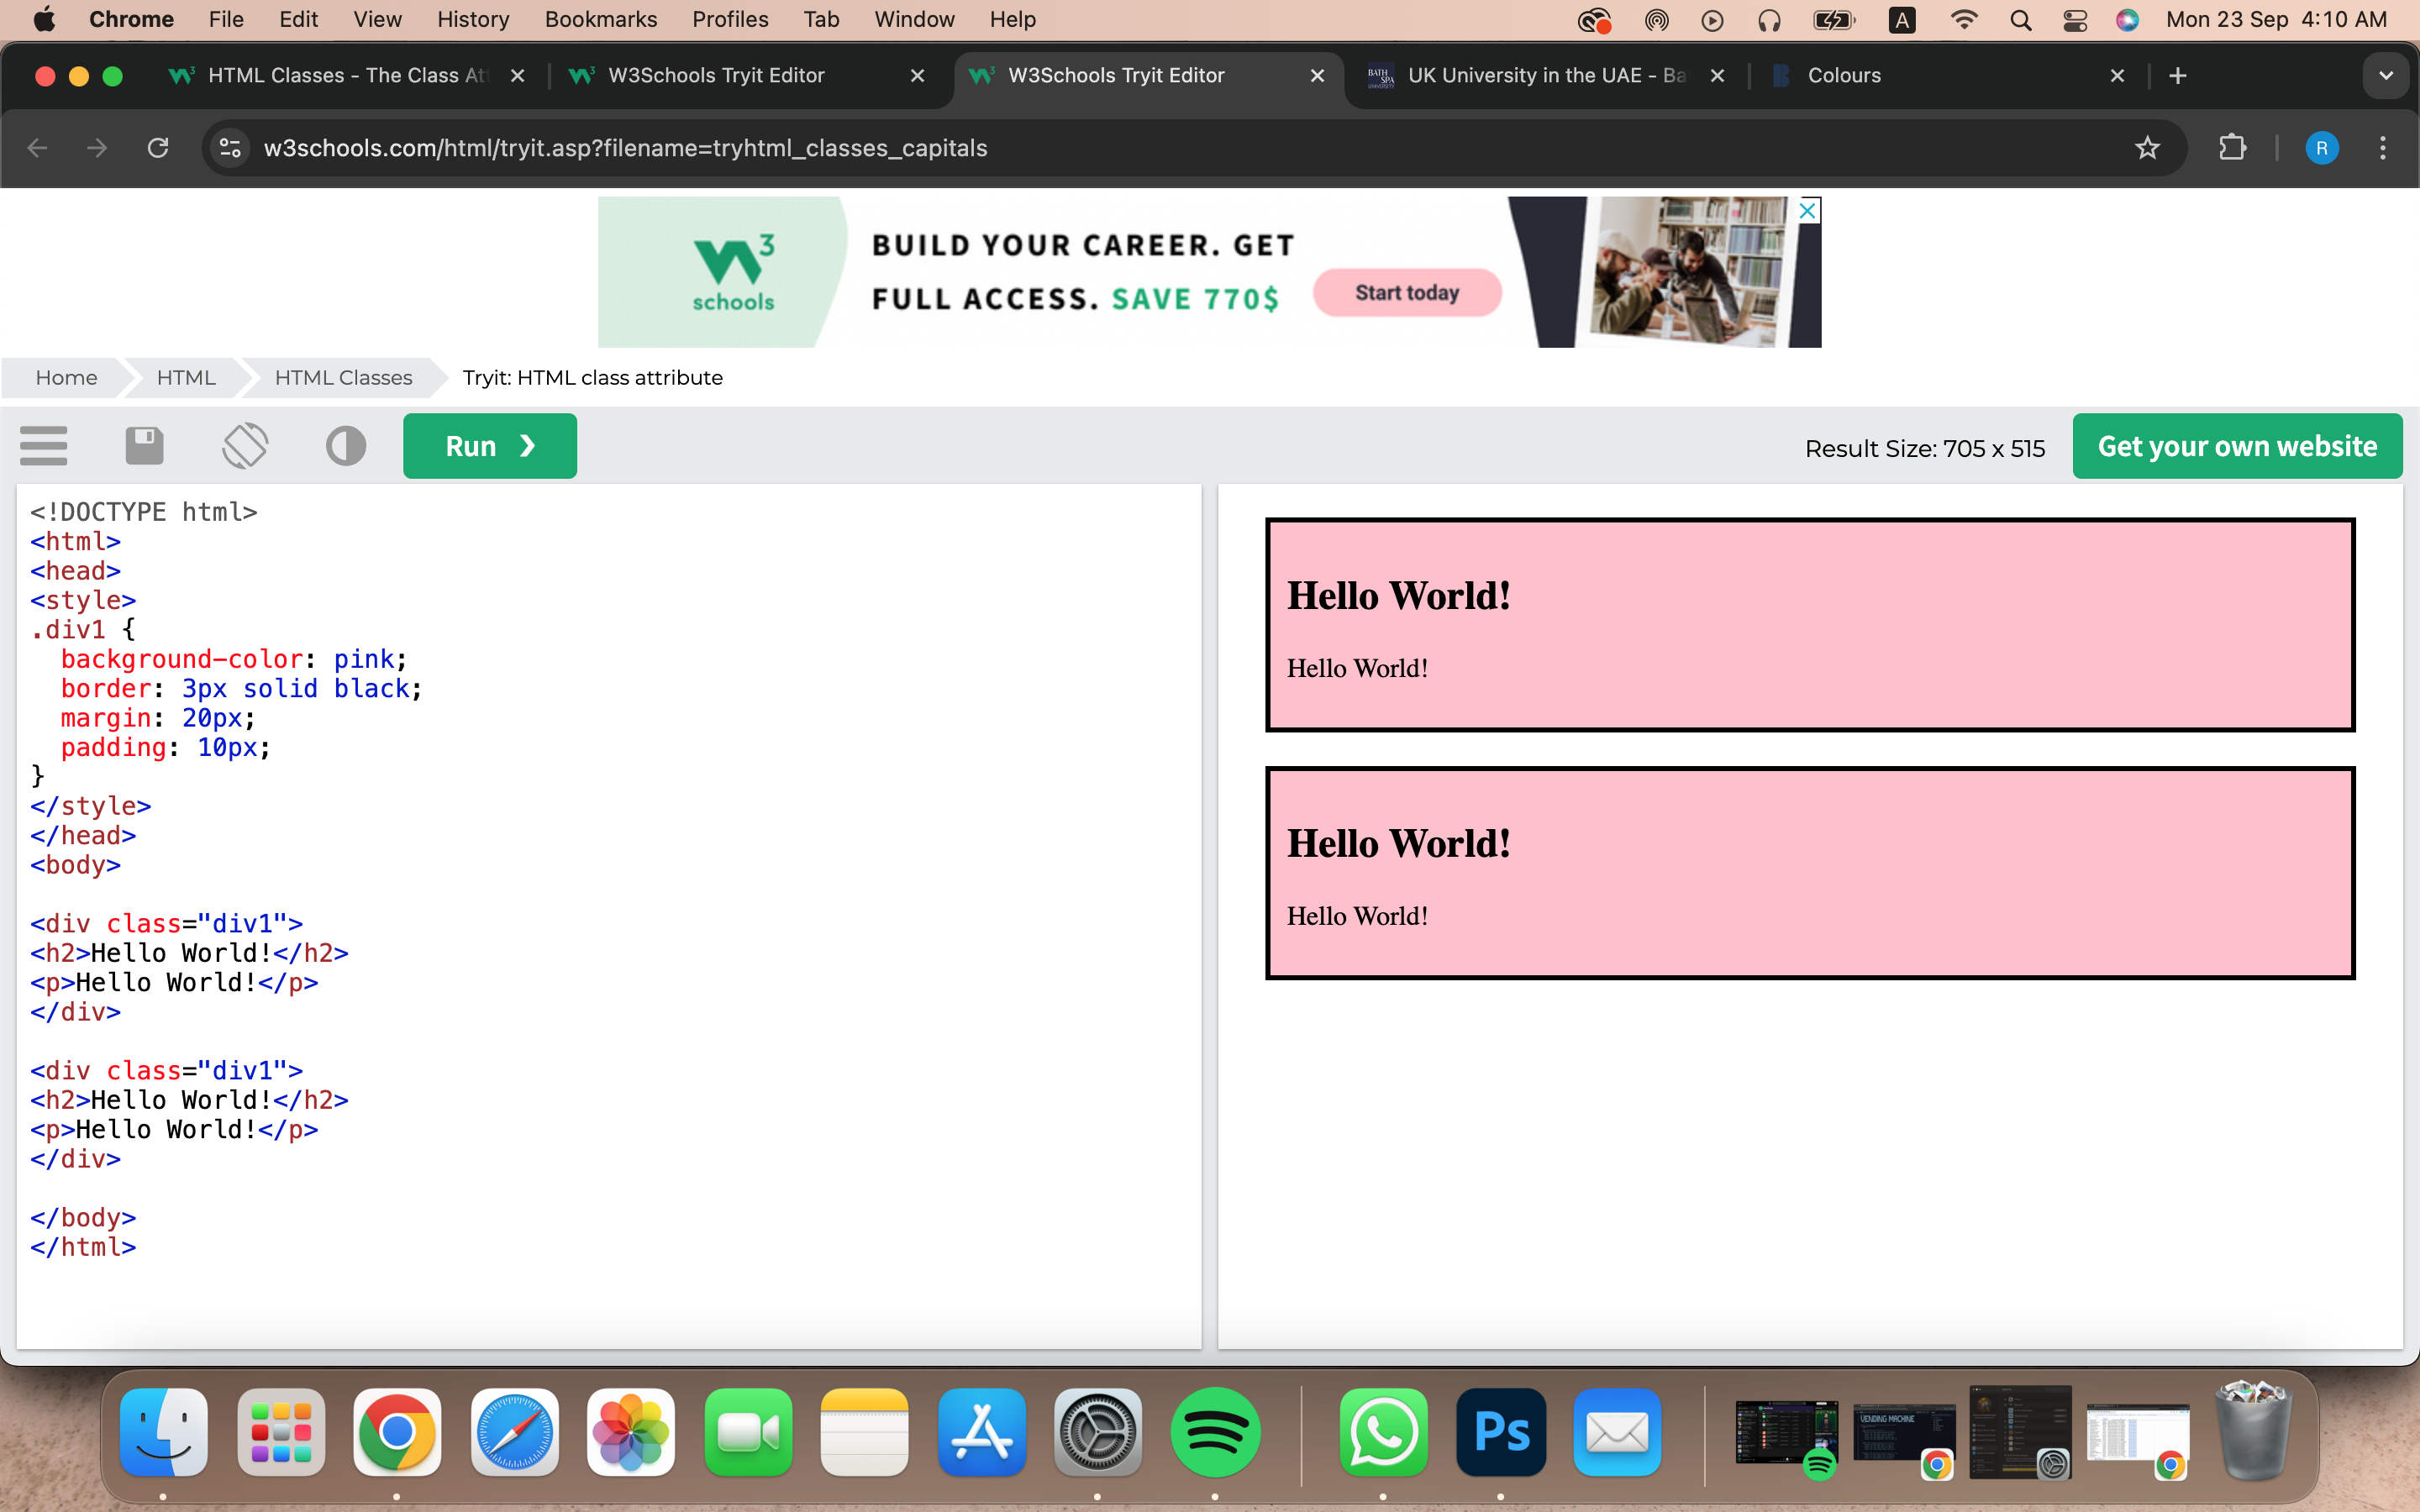 Chrome File Edit View History Bookmarks Profiles Tab Window Help A Mon 23 Sep 4:10 AM
HTML Classes - The Class At W3Schools Tryit Editor W3Schools Tryit Editor UK University in the UAE - Ba Colours
w3schools.com/html/tryit.asp?filename=tryhtml_classes_capitals R
3
schools
BUILD YOUR CAREER. GET
FULL ACCESS. SAVE 770$
Start today
Home HTML HTML Classes Tryit: HTML class attribute
Run ❯ Result Size: 705 x 515 Get your own website
<!DOCTYPE html>
<html>
<head>
<style>
.div1 {
  background-color: pink;
  border: 3px solid black;
  margin: 20px;
  padding: 10px;
}
</style>
</head>
<body>
<div class="div1">
<h2>Hello World!</h2>
<p>Hello World!</p>
</div>
<div class="div1">
<h2>Hello World!</h2>
<p>Hello World!</p>
</div>
</body>
</html>
Hello World!
Hello World!
Hello World!
Hello World!
Ps
VENDING MACHINE